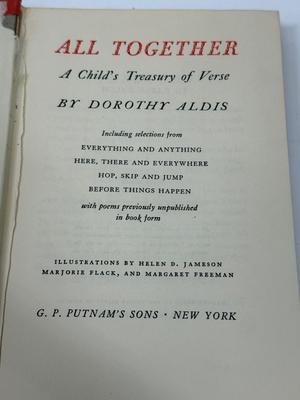 ALL TOGETHER
A Child's Treasury of Verse
BY DOROTHY ALDIS
Including selections from
EVERYTHING AND ANYTHING
HERE, THERE AND EVERYWHERE
HOP, SKIP AND JUMP
BEFORE THINGS HAPPEN
with poems previously unpublished
in book form
ILLUSTRATIONS BY HELEN D. JAMESON
MARJORIE FLACK, AND MARGARET FREEMAN
G. P. PUTNAM'S SONS · NEW YORK